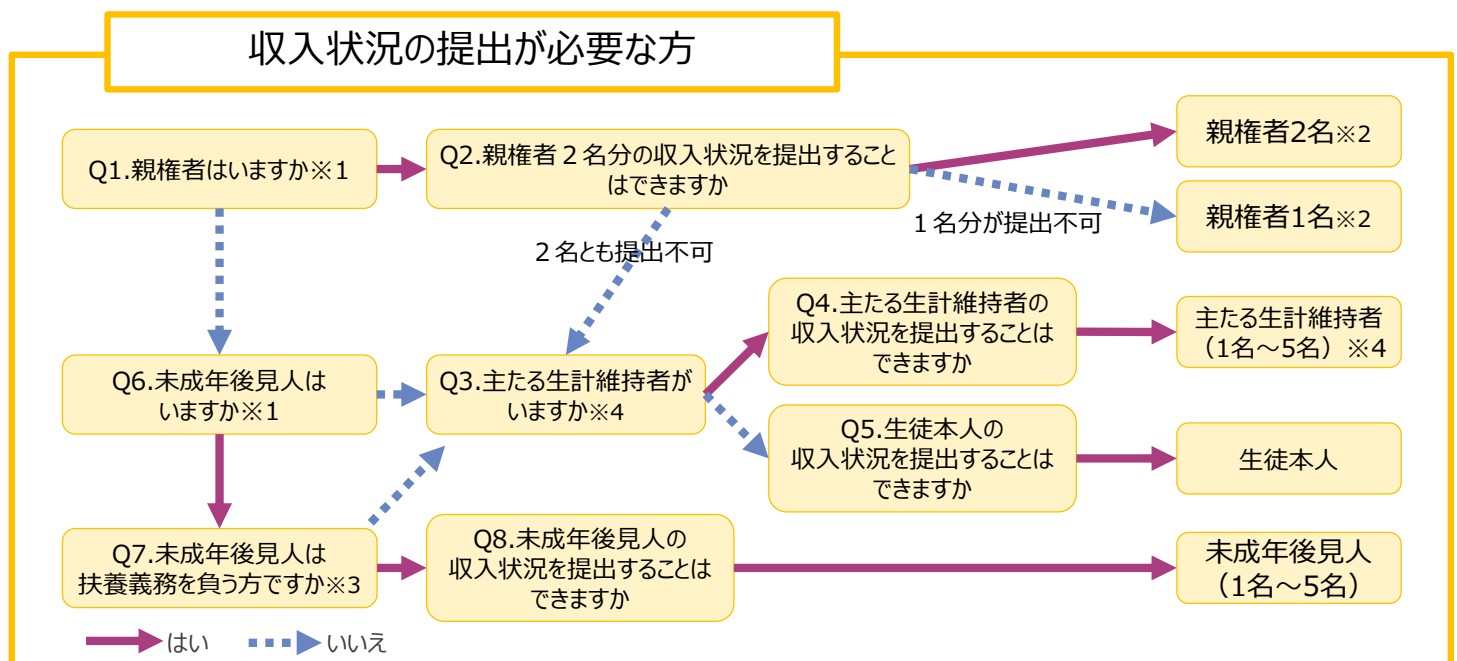 収入状況の提出が必要な方
Q1.親権者はいますか※1
Q2.親権者２名分の収入状況を提出すること
はできますか
親権者2名※2
親権者1名※2
１名分が提出不可
２名とも提出不可
Q6.未成年後見人は
いますか※1
Q3.主たる生計維持者が
いますか※4
Q4.主たる生計維持者の
収入状況を提出することは
できますか
主たる生計維持者
（1名～5名）※4
Q5.生徒本人の
収入状況を提出することは
できますか
生徒本人
Q7.未成年後見人は
扶養義務を負う方ですか※3
Q8.未成年後見人の
収入状況を提出することは
できますか
未成年後見人
（1名～5名）
はい
いいえ